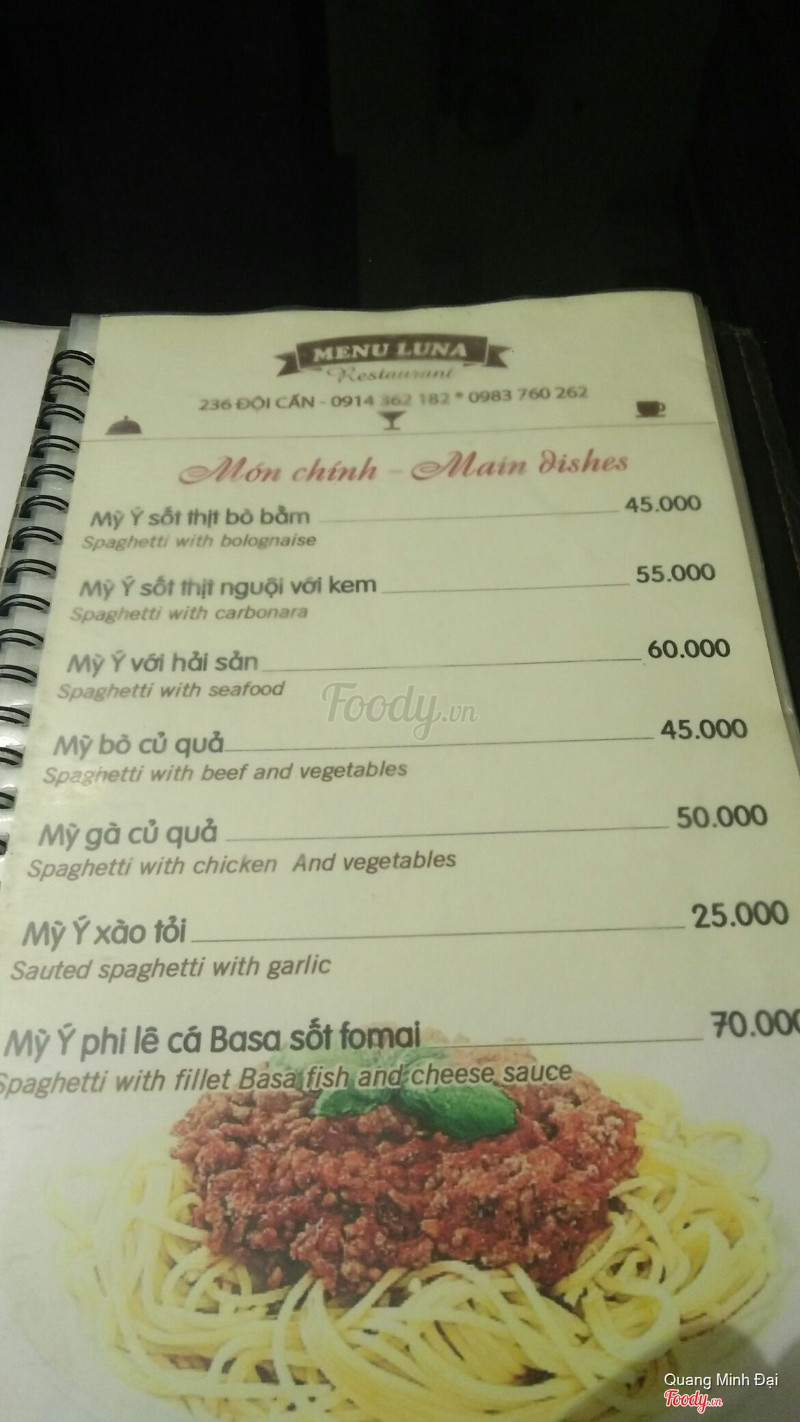 MENU LUNA
Restaurant
236 ĐỘI CẤN - 0914 362 182 * 0983 760 262
Món chính - Main dishes
Mỳ Ý sốt thịt bò bằm 45.000
Spaghetti with bolognaise
Mỳ Ý sốt thịt nguội với kem 55.000
Spaghetti with carbonara
Mỳ Ý với hải sản 60.000
Spaghetti with seafood
Foody.vn
Mỳ bò củ quả 45.000
Spaghetti with beef and vegetables
Mỳ gà củ quả 50.000
Spaghetti with chicken And vegetables
Mỳ Ý xào tỏi 25.000
Sauted spaghetti with garlic
Mỳ Ý phi lê cá Basa sốt fomai 70.000
Spaghetti with fillet Basa fish and cheese sauce
Quang Minh Đại
Foody.vn